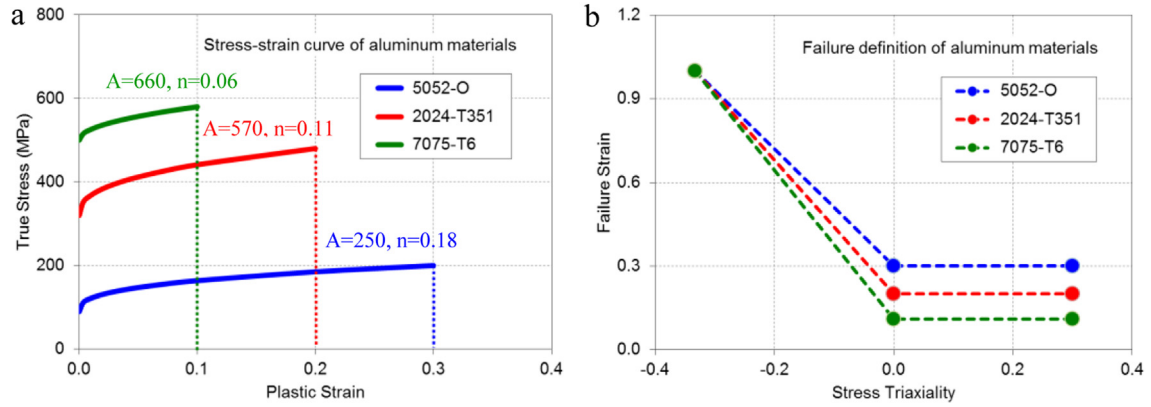 a
800
600
400
200
0
True Stress (MPa)
Stress-strain curve of aluminum materials
A=660, n=0.06
A=570, n=0.11
A=250, n=0.18
5052-O
2024-T351
7075-T6
0.0
0.1
0.2
0.3
0.4
Plastic Strain
b
1.2
0.9
0.6
0.3
0.0
Failure Strain
Failure definition of aluminum materials
5052-O
2024-T351
7075-T6
-0.4
-0.2
0.0
0.2
0.4
Stress Triaxiality